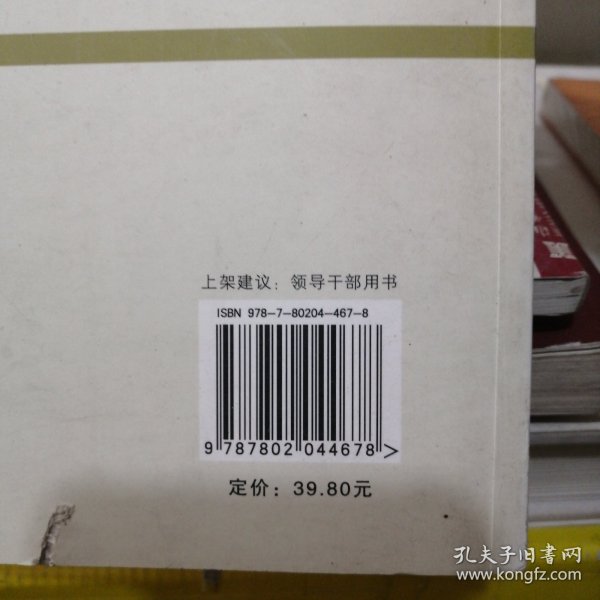 上架建议：领导干部用书
ISBN 978-7-80204-467-8
9 787802 044678 >
定价：39.80元
孔夫子旧书网
www.kongfz.com